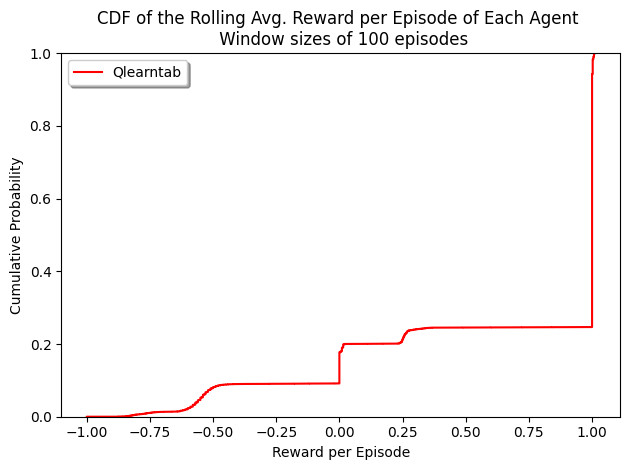 CDF of the Rolling Avg. Reward per Episode of Each Agent
Window sizes of 100 episodes
Qlearntab
Cumulative Probability
1.0
0.8
0.6
0.4
0.2
0.0
−1.00 −0.75 −0.50 −0.25 0.00 0.25 0.50 0.75 1.00
Reward per Episode